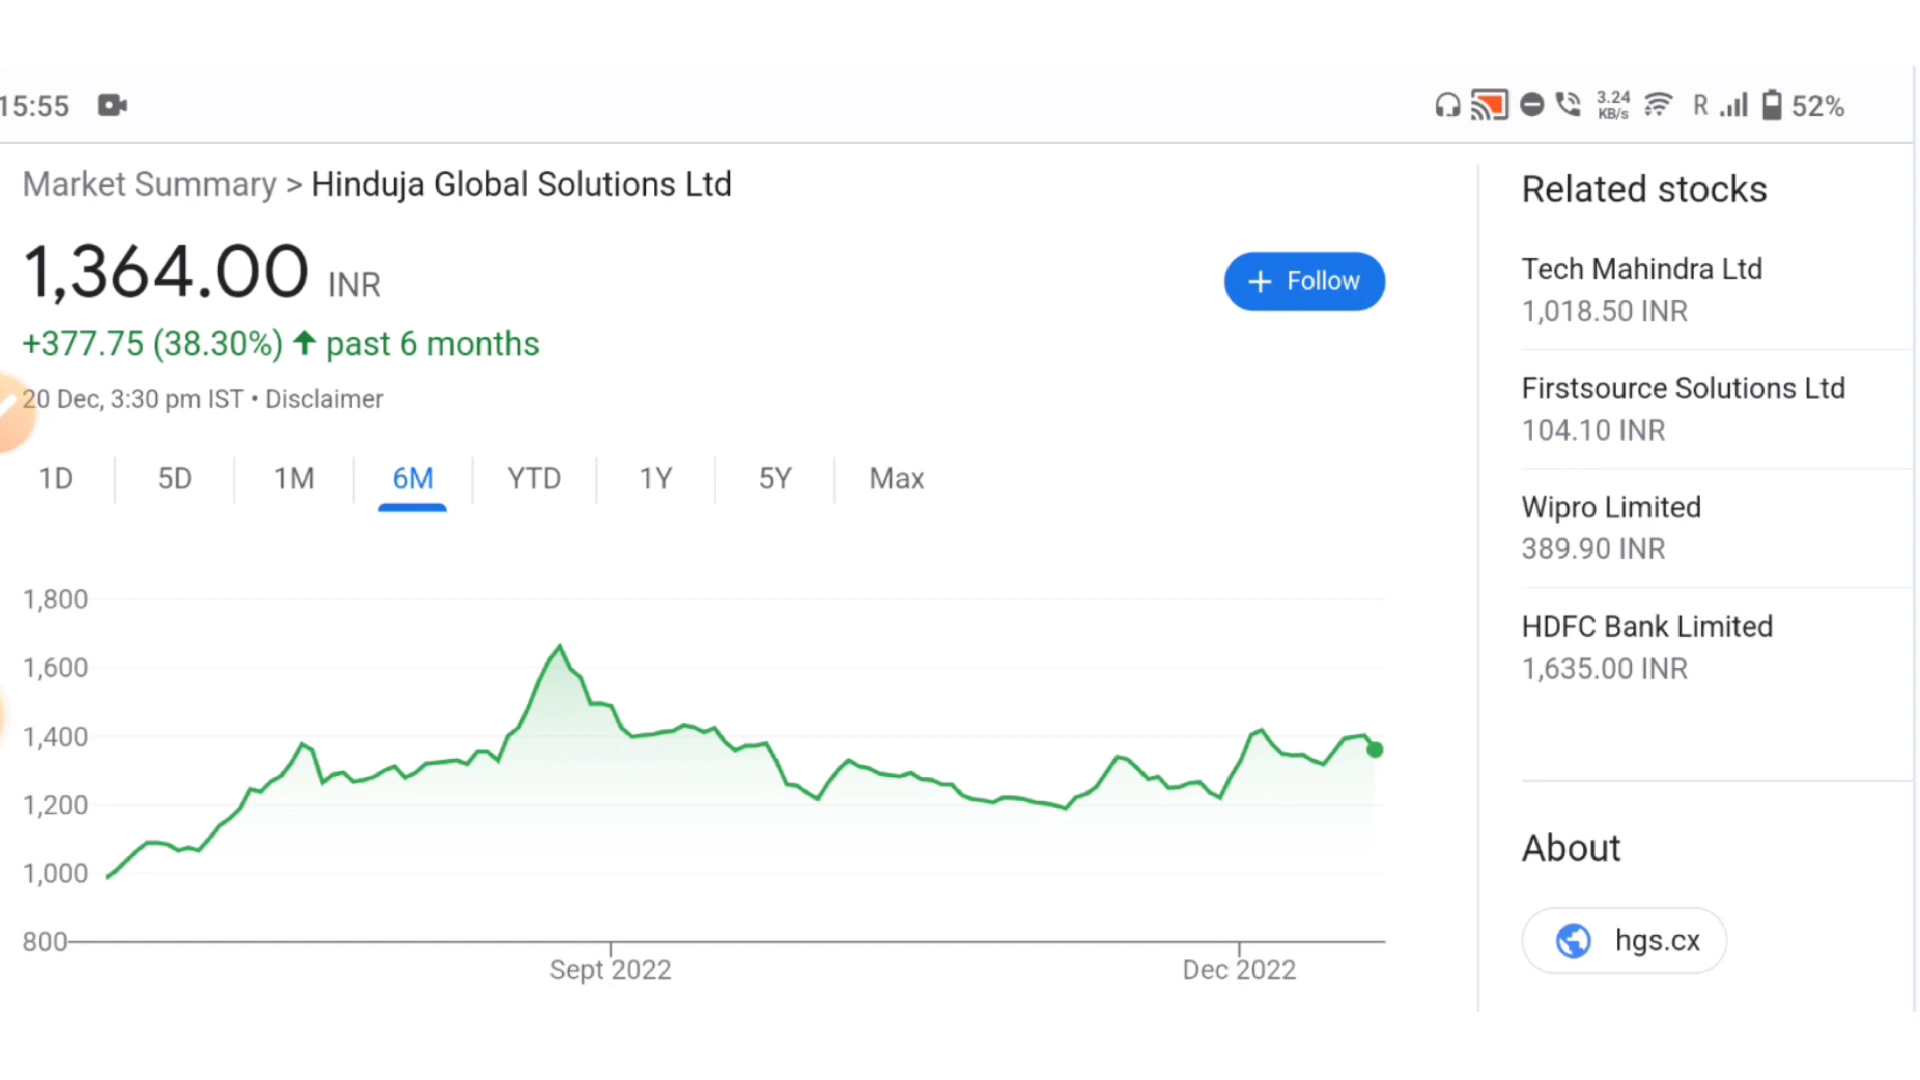 15:55
3.24
KB/s
R
52%
Market Summary > Hinduja Global Solutions Ltd
1,364.00 INR
+ Follow
+377.75 (38.30%) ↑ past 6 months
20 Dec, 3:30 pm IST • Disclaimer
1D 5D 1M 6M YTD 1Y 5Y Max
1,800
1,600
1,400
1,200
1,000
800
Sept 2022 Dec 2022
Related stocks
Tech Mahindra Ltd
1,018.50 INR
Firstsource Solutions Ltd
104.10 INR
Wipro Limited
389.90 INR
HDFC Bank Limited
1,635.00 INR
About
hgs.cx